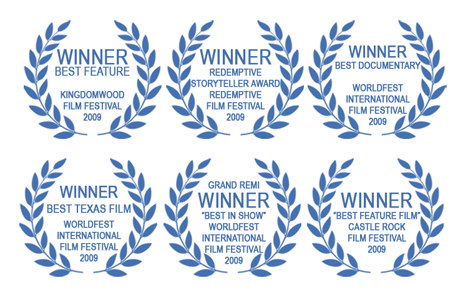 WINNER
BEST FEATURE
KINGDOMWOOD
FILM FESTIVAL
2009
WINNER
REDEMPTIVE
STORYTELLER AWARD
REDEMPTIVE
FILM FESTIVAL
2009
WINNER
BEST DOCUMENTARY
WORLDFEST
INTERNATIONAL
FILM FESTIVAL
2009
WINNER
BEST TEXAS FILM
WORLDFEST
INTERNATIONAL
FILM FESTIVAL
2009
GRAND REMI
WINNER
"BEST IN SHOW"
WORLDFEST
INTERNATIONAL
FILM FESTIVAL
2009
WINNER
"BEST FEATURE FILM"
CASTLE ROCK
FILM FESTIVAL
2009